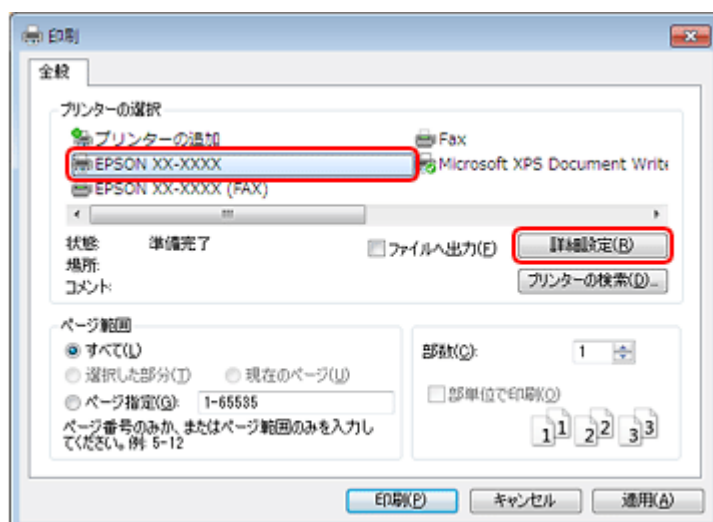 印刷
全般
プリンターの選択
プリンターの追加
Fax
EPSON XX-XXXX
Microsoft XPS Document Write
EPSON XX-XXXX (FAX)
状態: 準備完了
場所:
コメント:
ファイルへ出力(F)
詳細設定(R)
プリンターの検索(D)...
ページ範囲
すべて(L)
選択した部分(T)
現在のページ(U)
ページ指定(G): 1-65535
ページ番号のみか、またはページ範囲のみを入力し
てください。例: 5-12
部数(C): 1
部単位で印刷(O)
11 22 33
印刷(P)
キャンセル
適用(A)